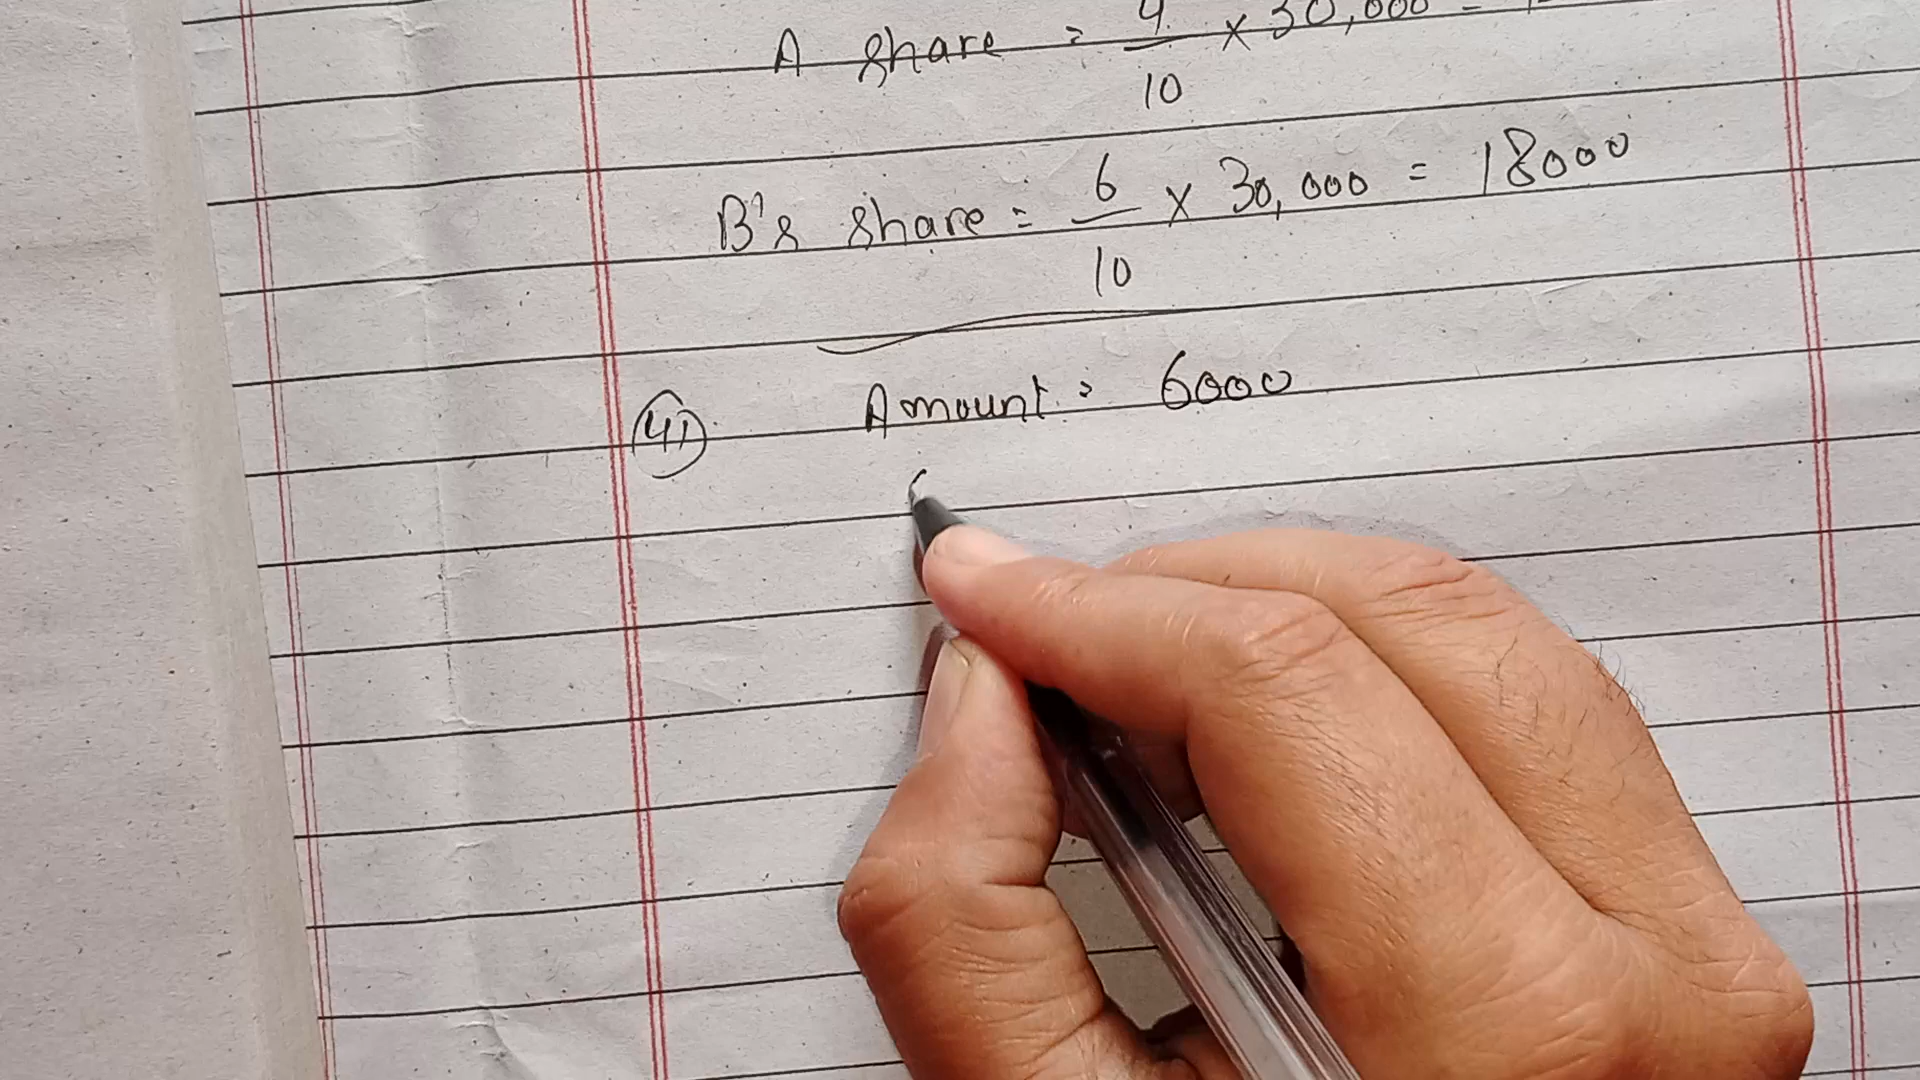 A share = 4/10 × 30,000 =
B's share = 6/10 × 30,000 = 18000
41) Amount = 6000